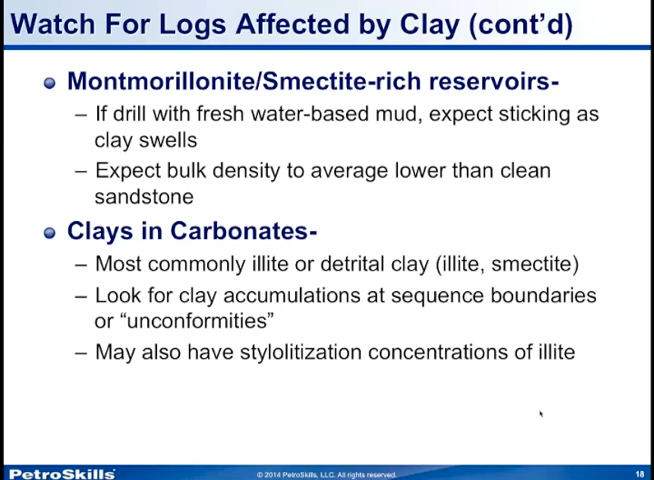 Watch For Logs Affected by Clay (cont’d)
Montmorillonite/Smectite-rich reservoirs-
– If drill with fresh water-based mud, expect sticking as
clay swells
– Expect bulk density to average lower than clean
sandstone
Clays in Carbonates-
– Most commonly illite or detrital clay (illite, smectite)
– Look for clay accumulations at sequence boundaries
or “unconformities”
– May also have stylolitization concentrations of illite
PetroSkills
© 2014 PetroSkills, LLC. All rights reserved.
18